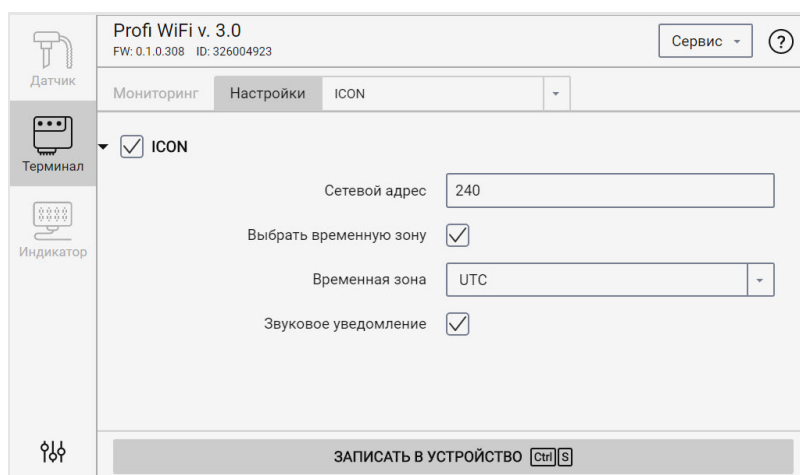 Profi WiFi v. 3.0
FW: 0.1.0.308 ID: 326004923
Сервис
?
Датчик
Мониторинг Настройки ICON
Терминал
ICON
Сетевой адрес 240
Выбрать временную зону
Индикатор
Временная зона UTC
Звуковое уведомление
ЗАПИСАТЬ В УСТРОЙСТВО Ctrl S